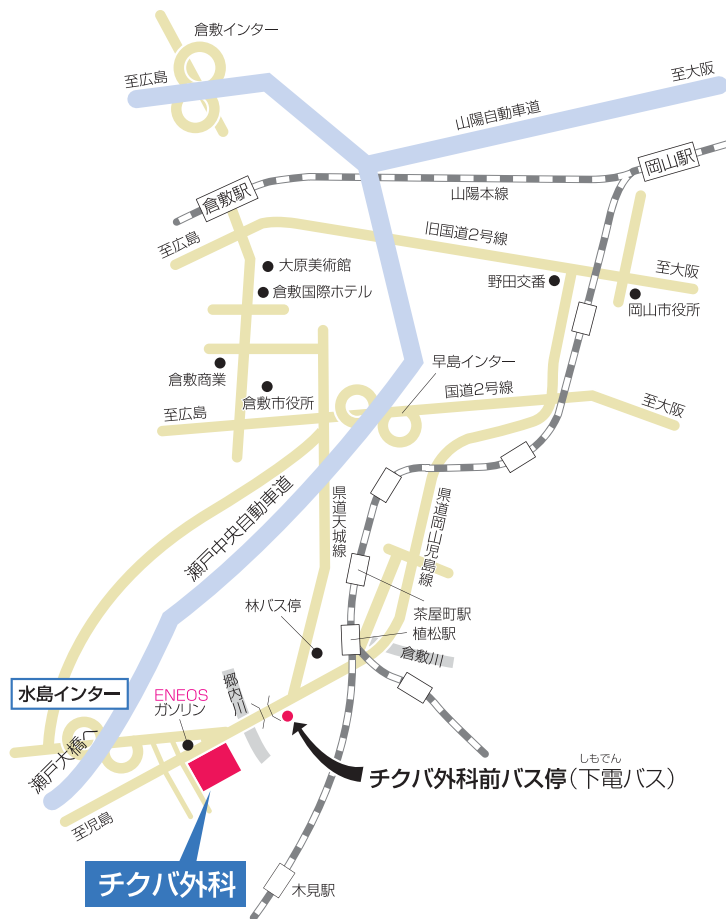 倉敷インター
至広島
至大阪
山陽自動車道
岡山駅
倉敷駅
山陽本線
至広島
旧国道2号線
大原美術館
至大阪
野田交番
倉敷国際ホテル
岡山市役所
早島インター
倉敷商業
国道2号線
倉敷市役所
至広島
至大阪
瀬戸中央自動車道
県道天城線
県道岡山児島線
林バス停
茶屋町駅
植松駅
倉敷川
水島インター
ENEOS
ガソリン
郷内川
瀬戸大橋へ
しもでん
チクバ外科前バス停(下電バス)
至児島
チクバ外科
木見駅